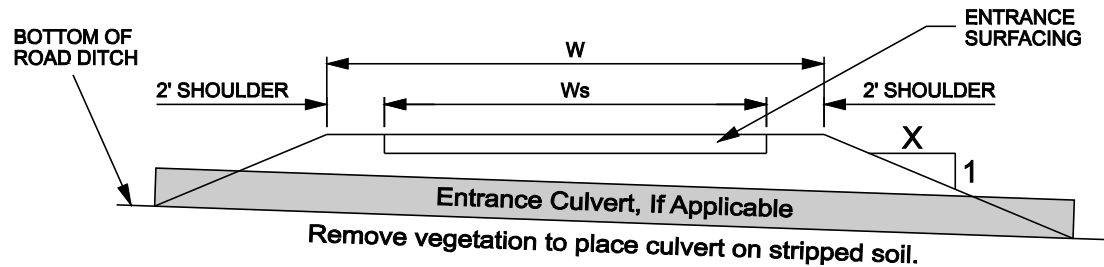 ENTRANCE
SURFACING
BOTTOM OF
ROAD DITCH
W
2' SHOULDER
Ws
2' SHOULDER
X
1
Entrance Culvert, If Applicable
Remove vegetation to place culvert on stripped soil.